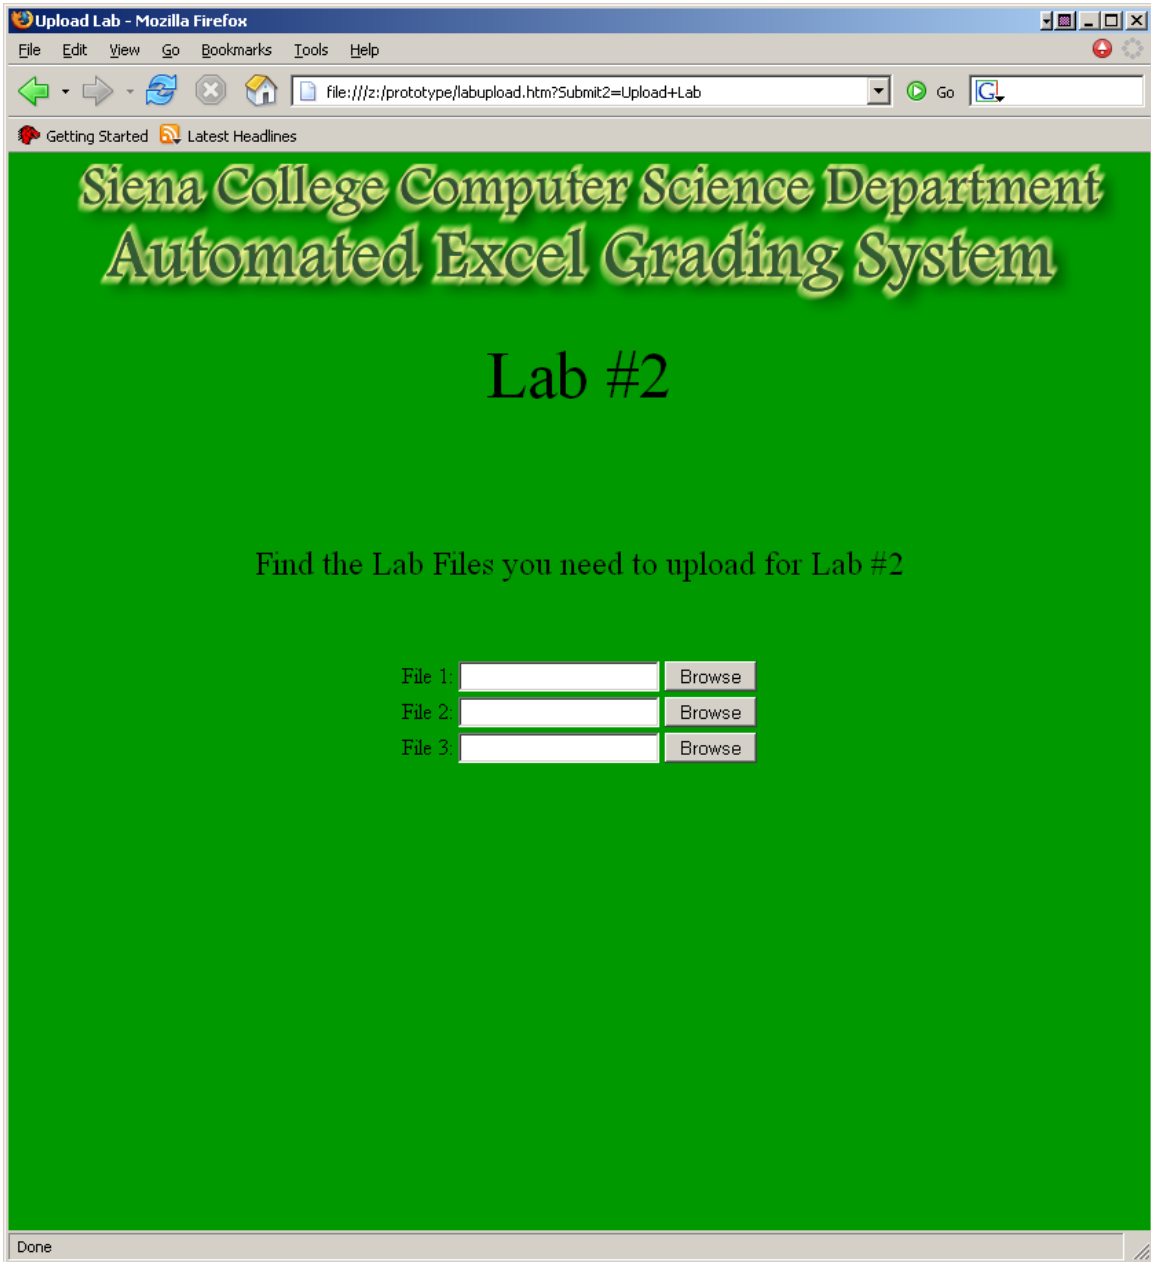 Upload Lab - Mozilla Firefox
File Edit View Go Bookmarks Tools Help
file:///z:/prototype/labupload.htm?Submit2=Upload+Lab Go G
Getting Started Latest Headlines
Siena College Computer Science Department
Automated Excel Grading System
Lab #2
Find the Lab Files you need to upload for Lab #2
File 1: Browse
File 2: Browse
File 3: Browse
Done